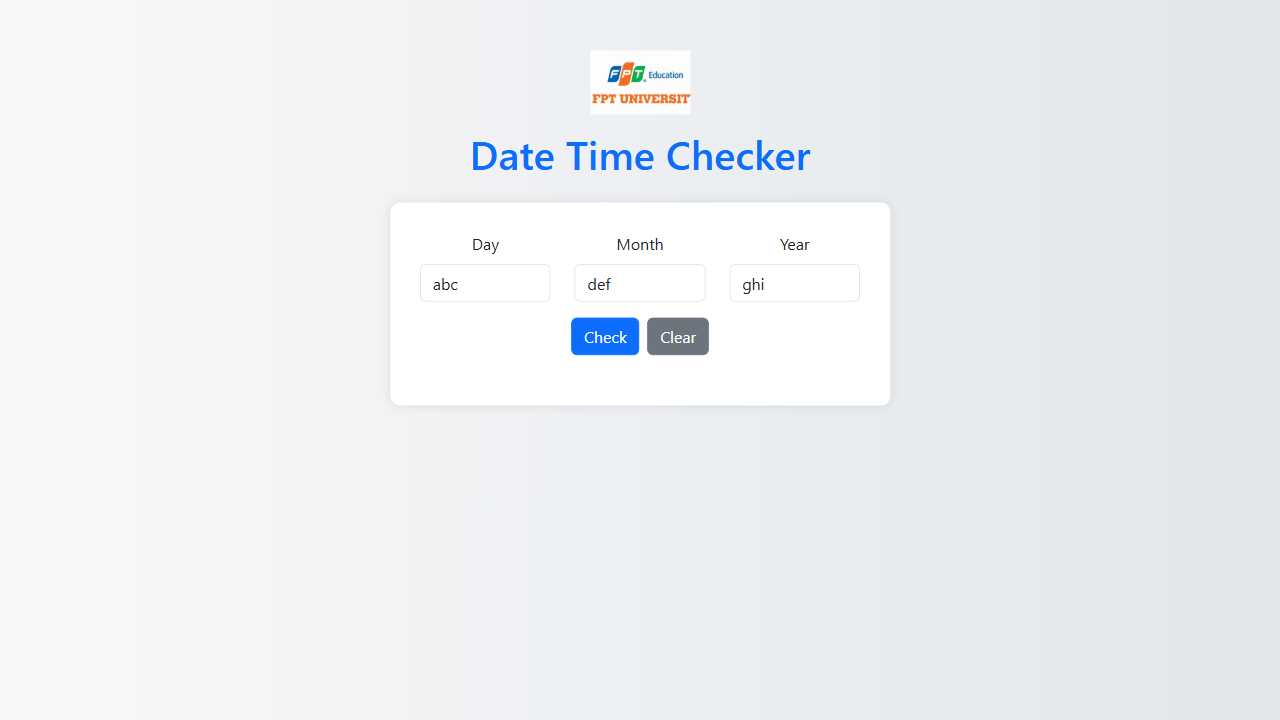 FPT Education
FPT UNIVERSIT
Date Time Checker
Day Month Year
abc def ghi
Check Clear